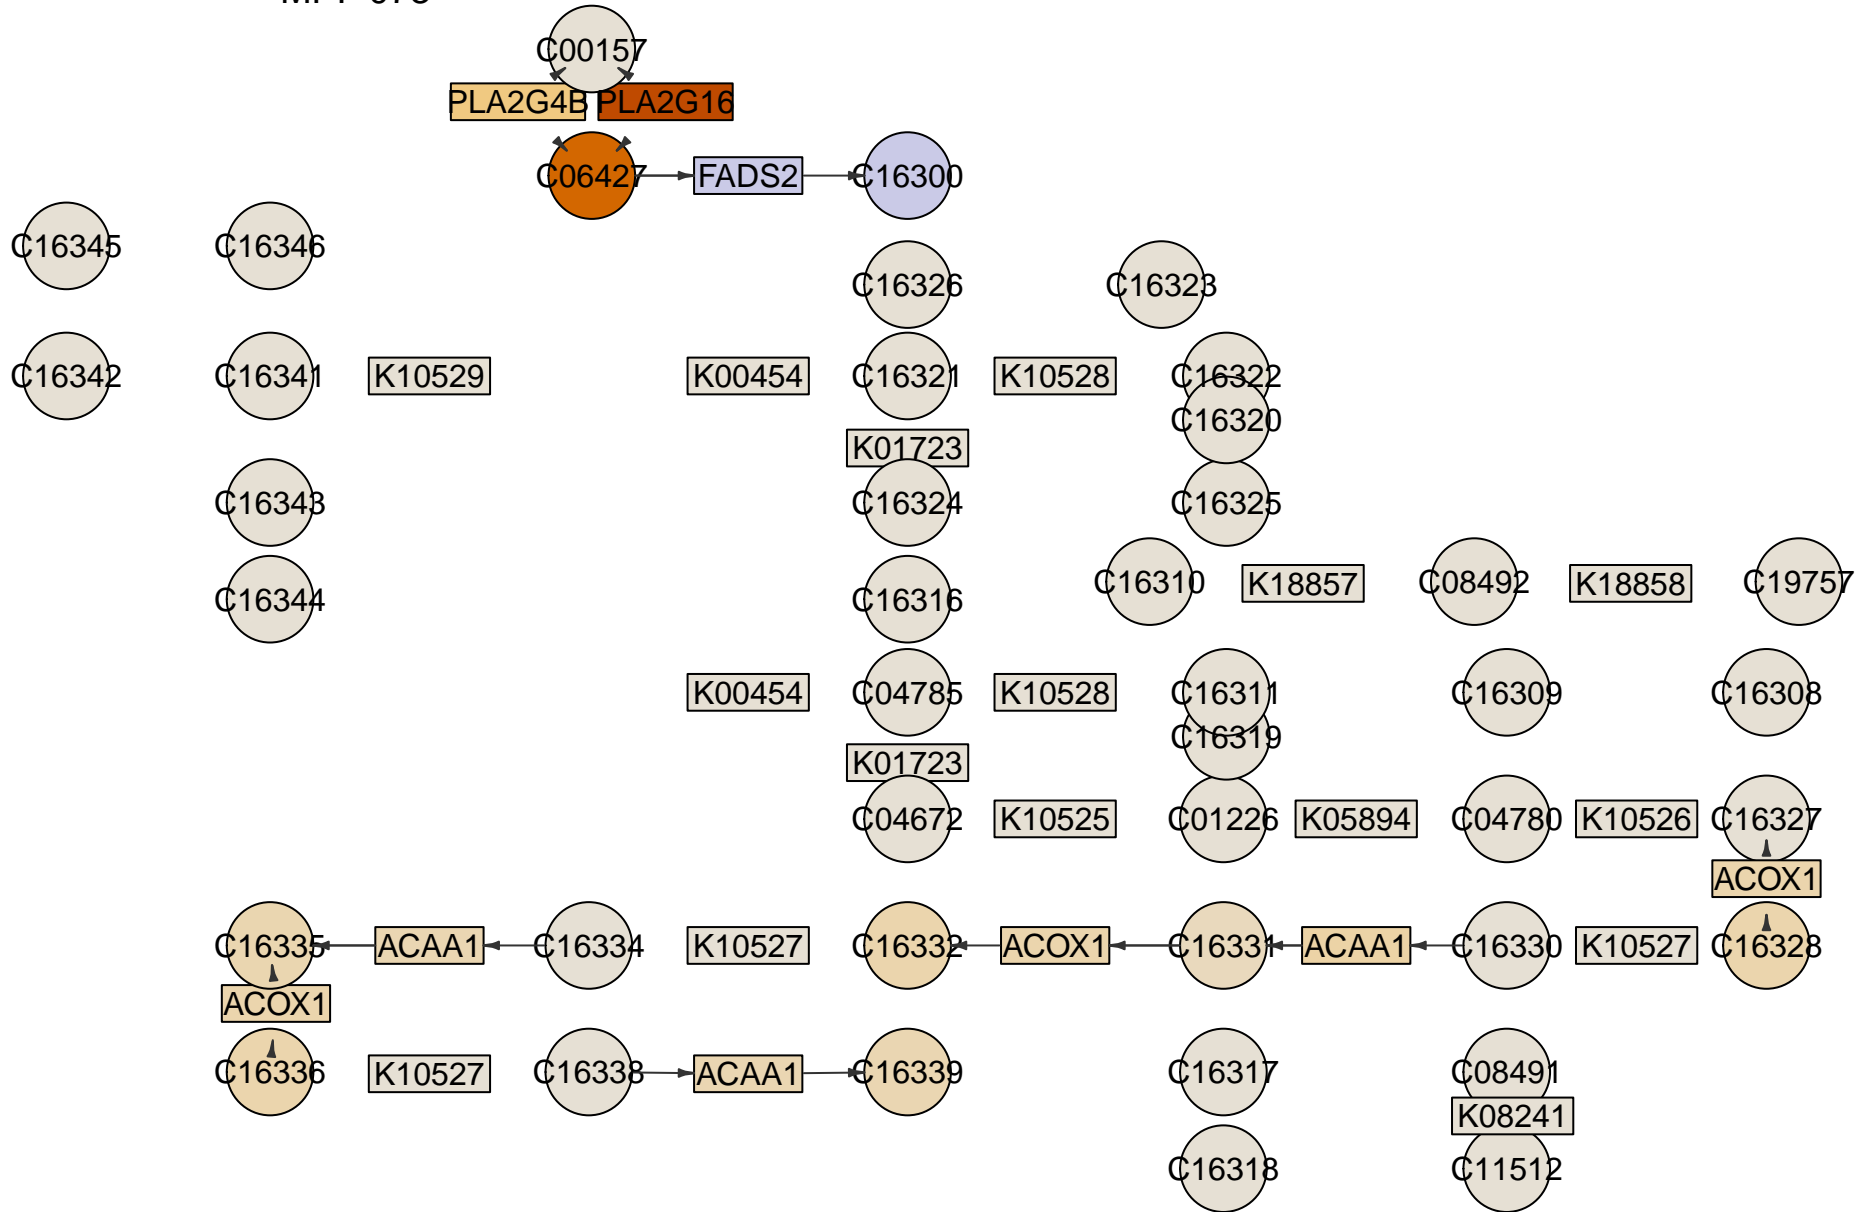 C00157
PLA2G4B PLA2G16
C06427 FADS2 C16300
C16345 C16346
C16326 C16323
C16342 C16341 K10529 K00454 C16321 K10528 C16322
C16320
K01723
C16343 C16324 C16325
C16310 K18857 C08492 K18858 C19757
C16344 C16316
K00454 C04785 K10528 C16311 C16309 C16308
C16319
K01723
C04672 K10525 C01226 K05894 C04780 K10526 C16327
ACOX1
C16335 ACAA1 C16334 K10527 C16332 ACOX1 C16331 ACAA1 C16330 K10527 C16328
ACOX1
C16336 K10527 C16338 ACAA1 C16339 C16317 C08491
K08241
C16318 C11512